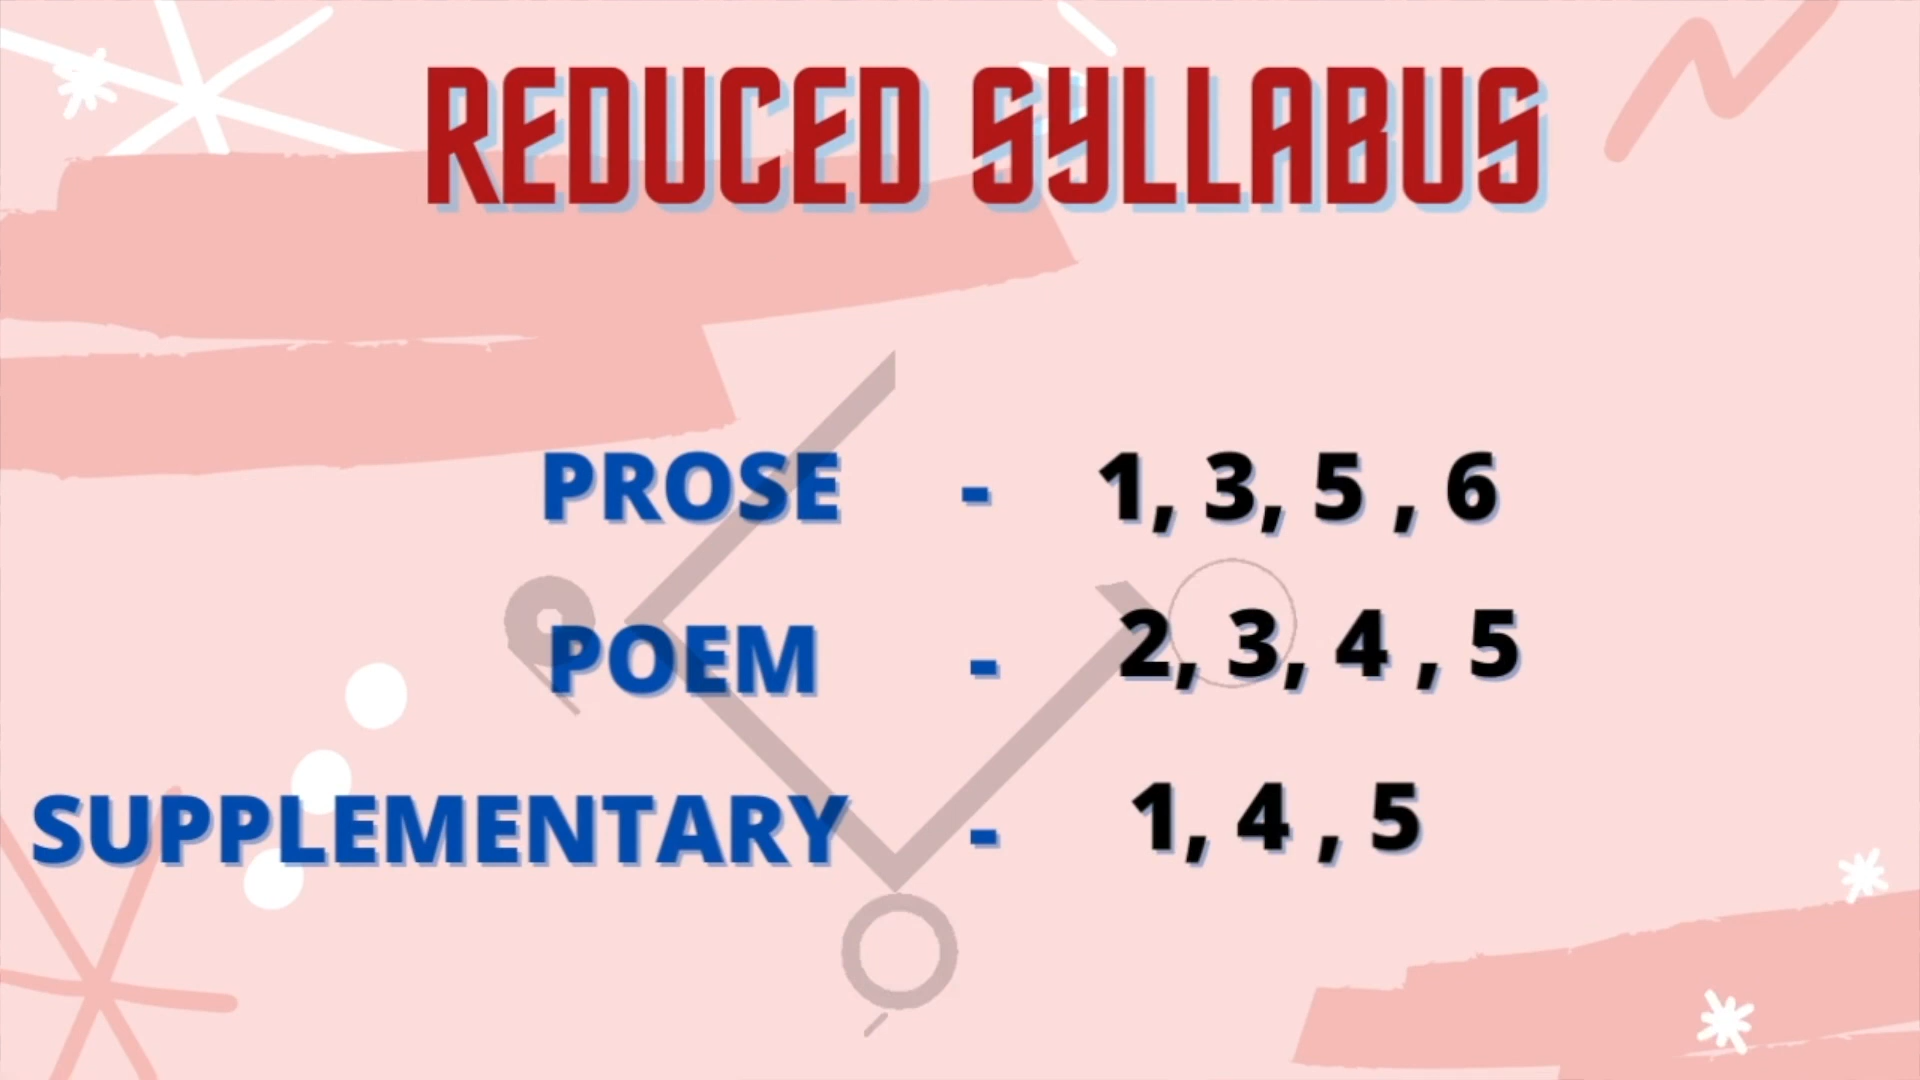 REDUCED SYLLABUS
PROSE - 1, 3, 5 , 6
POEM - 2, 3, 4 , 5
SUPPLEMENTARY - 1, 4 , 5